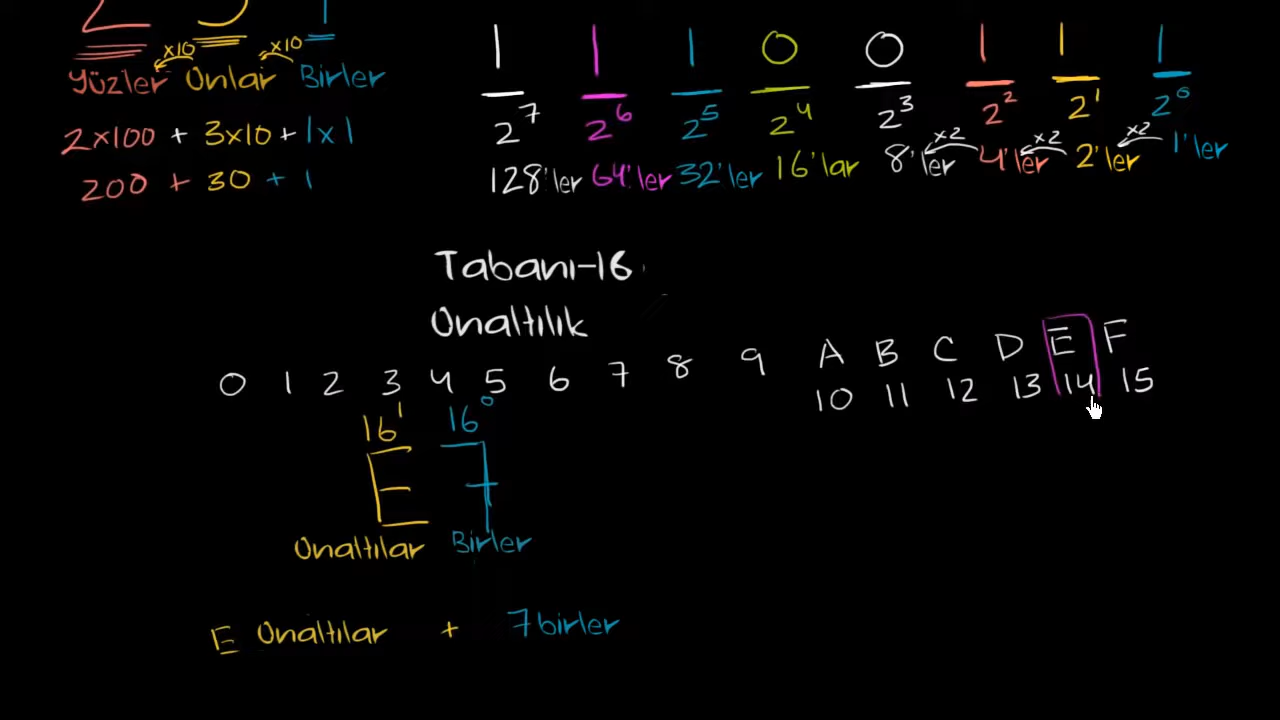 2 3 1
x10 x10
Yüzler Onlar Birler
2x100 + 3x10 + 1x1
200 + 30 + 1
1 1 1 0 0 1 1 1
2^7 2^6 2^5 2^4 2^3 2^2 2^1 2^0
x2 x2 x2
128'ler 64'ler 32'ler 16'lar 8'ler 4'ler 2'ler 1'ler
Tabanı-16
Onaltılık
0 1 2 3 4 5 6 7 8 9 A B C D E F
10 11 12 13 14 15
16^1 16^0
E 7
Onaltılar Birler
E Onaltılar + 7 birler